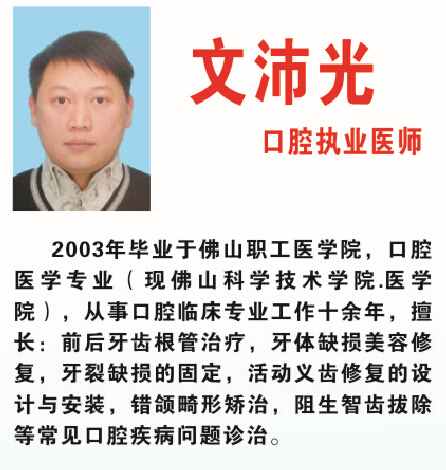 文沛光
口腔执业医师
2003年毕业于佛山职工医学院，口腔
医学专业（现佛山科学技术学院.医学
院），从事口腔临床专业工作十余年，擅
长：前后牙齿根管治疗，牙体缺损美容修
复，牙裂缺损的固定，活动义齿修复的设
计与安装，错颌畸形矫治，阻生智齿拔除
等常见口腔疾病问题诊治。